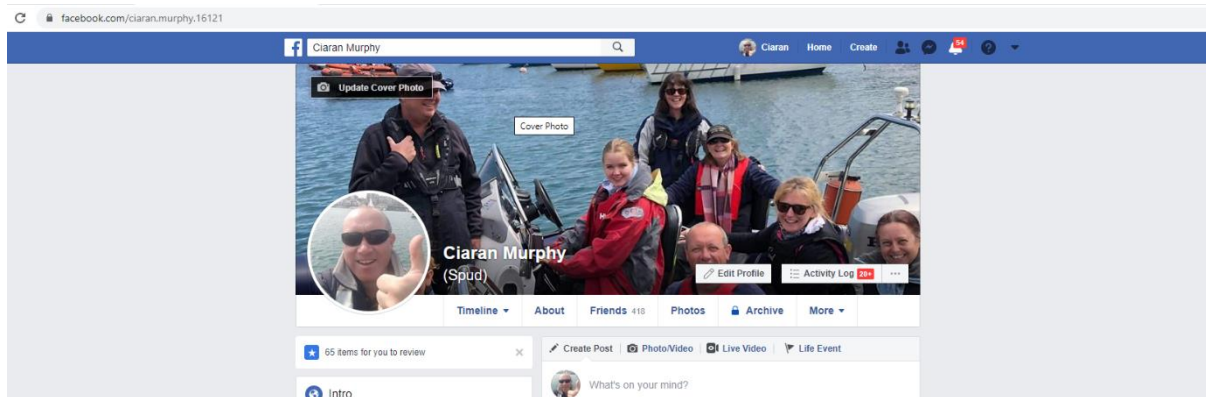 facebook.com/ciaran.murphy.16121
f Ciaran Murphy Ciaran Home Create 54
Update Cover Photo
Cover Photo
Ciaran Murphy
(Spud)
Edit Profile Activity Log 20+ ...
Timeline About Friends 418 Photos Archive More
65 items for you to review
Create Post Photo/Video Live Video Life Event
Intro
What's on your mind?